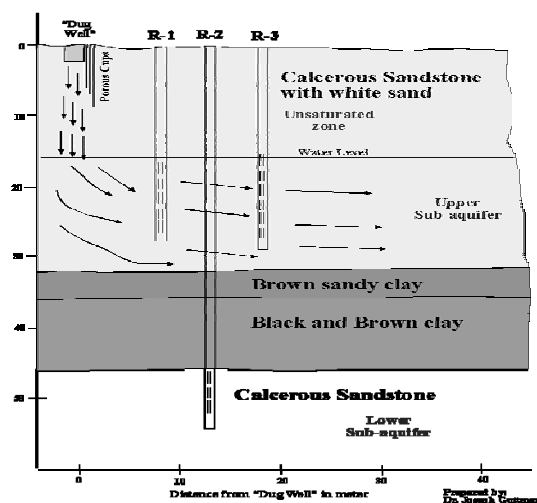 "Dug
Well"
R-1 R-2 R-3
Porous Cups
Calcerous Sandstone
with white sand
Unsaturated
zone
Water Level
Upper
Sub-aquifer
Brown sandy clay
Black and Brown clay
Calcerous Sandstone
Lower
Sub-aquifer
0
10
20
30
40
50
0 10 20 30 40
Distance from "Dug Well" in meter
Prepared by:
Dr. Joseph